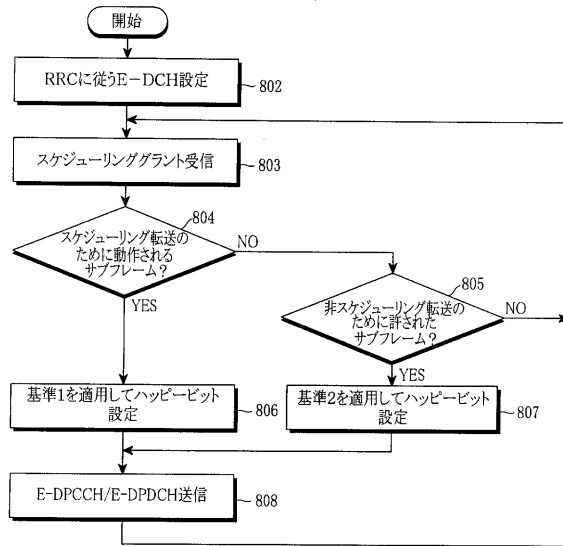 開始
RRCに従うE-DCH設定
802
スケジューリンググラント受信
803
804
スケジューリング転送の
ために動作される
サブフレーム？
NO
YES
805
非スケジューリング転送の
ために許された
サブフレーム？
NO
YES
基準1を適用してハッピービット
設定
806
基準2を適用してハッピービット
設定
807
E-DPCCH/E-DPDCH送信
808